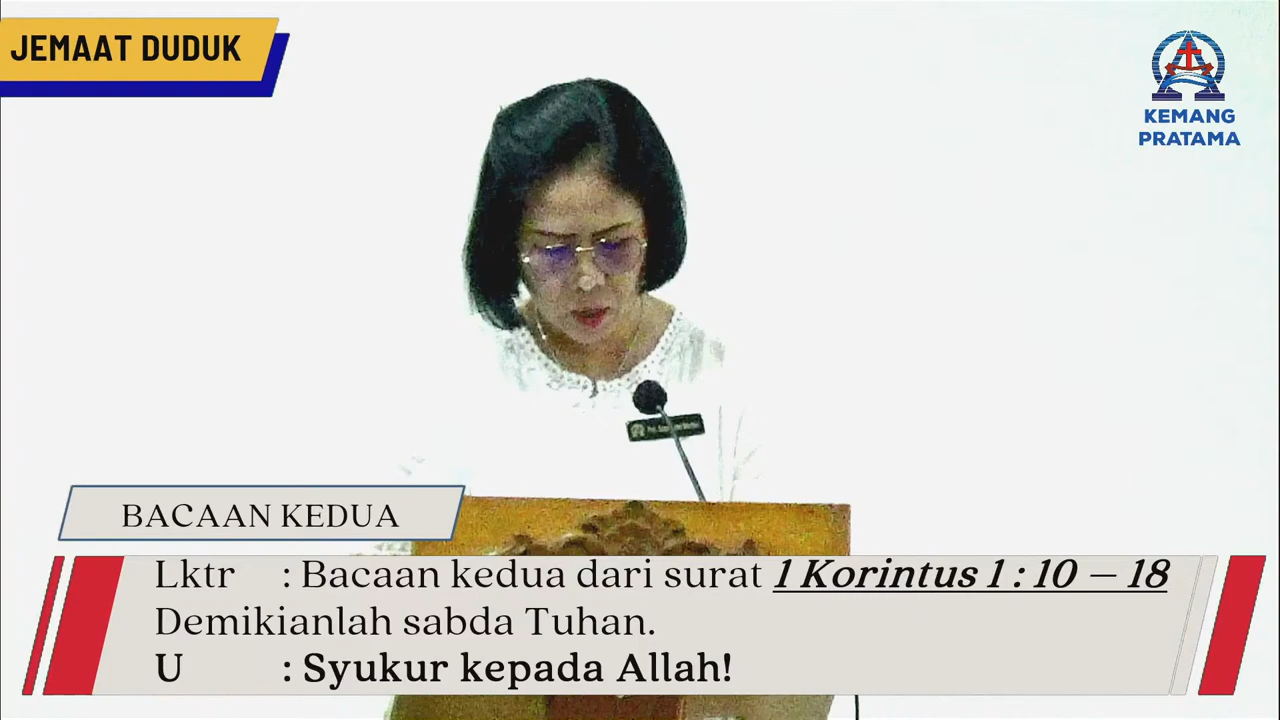 JEMAAT DUDUK
KEMANG
PRATAMA
BACAAN KEDUA
Lktr : Bacaan kedua dari surat 1 Korintus 1 : 10 – 18
Demikianlah sabda Tuhan.
U : Syukur kepada Allah!